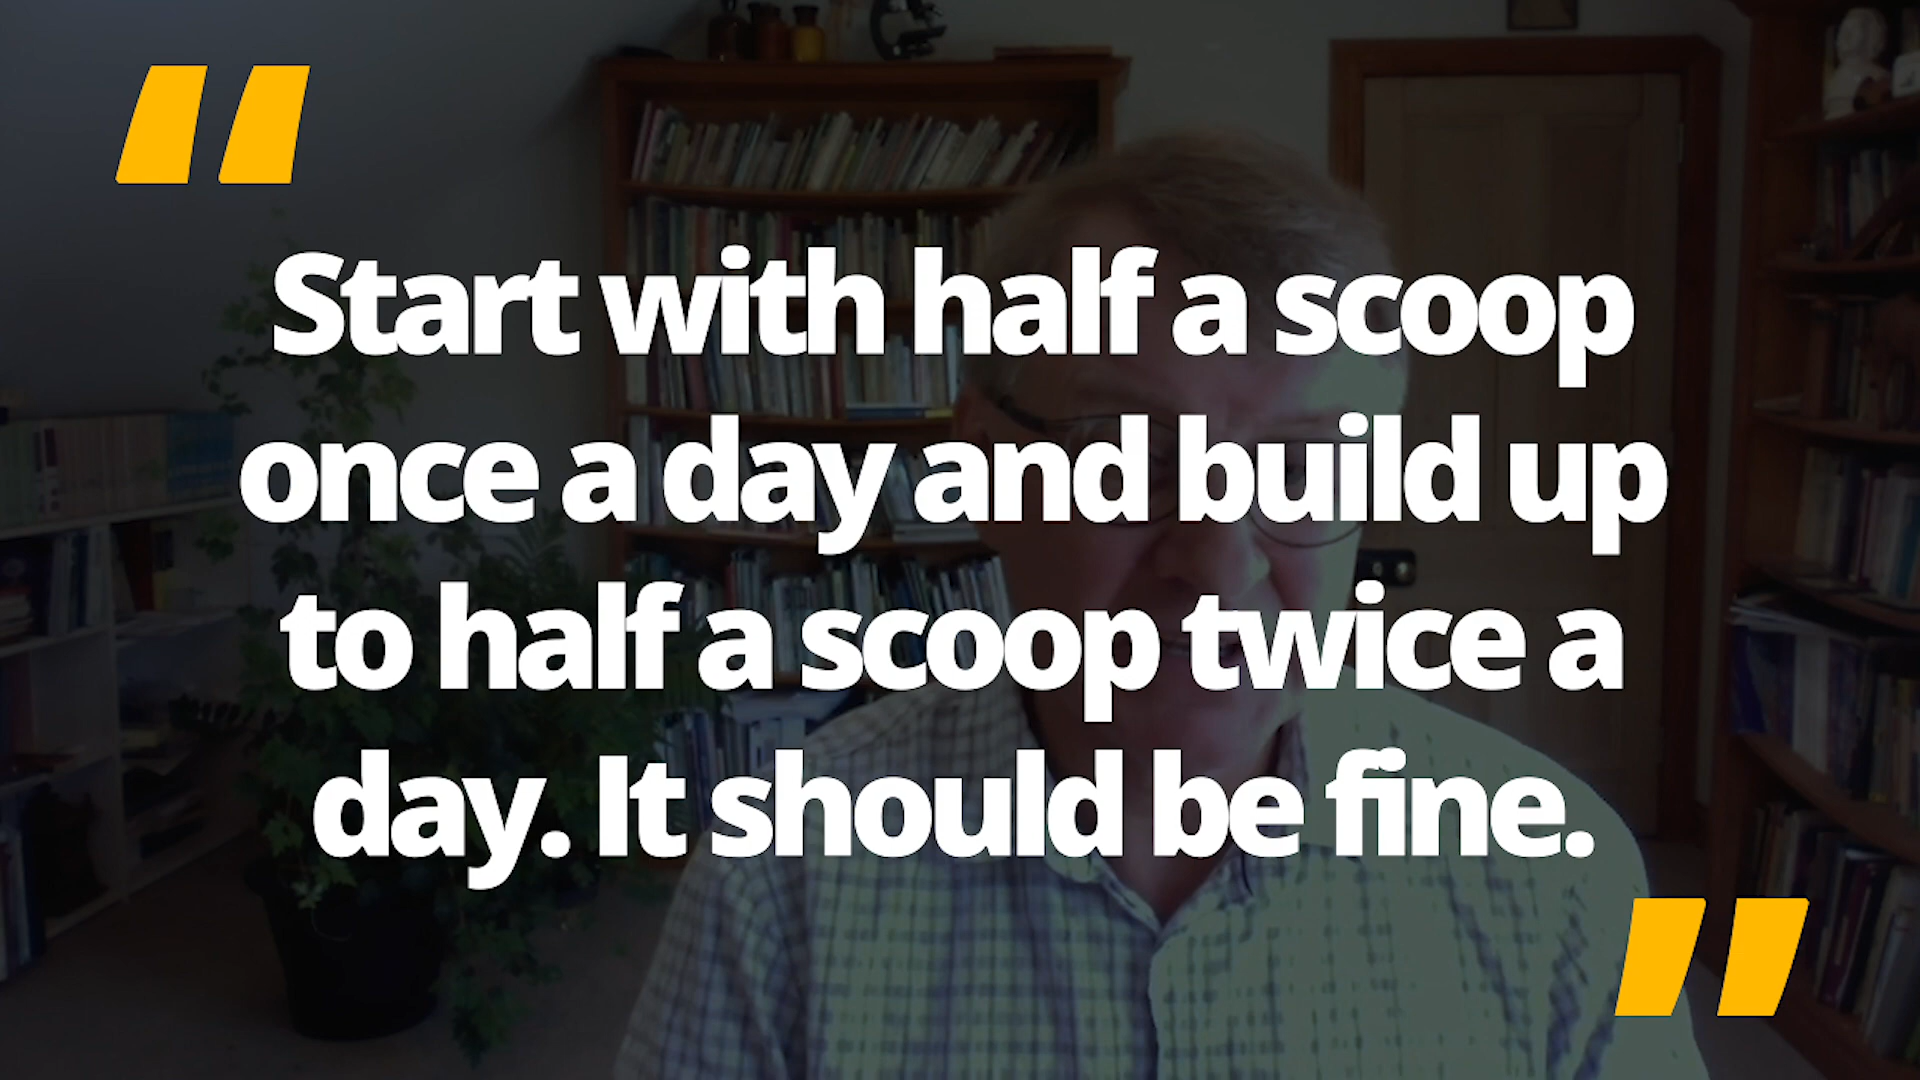 Start with half a scoop
once a day and build up
to half a scoop twice a
day. It should be fine.